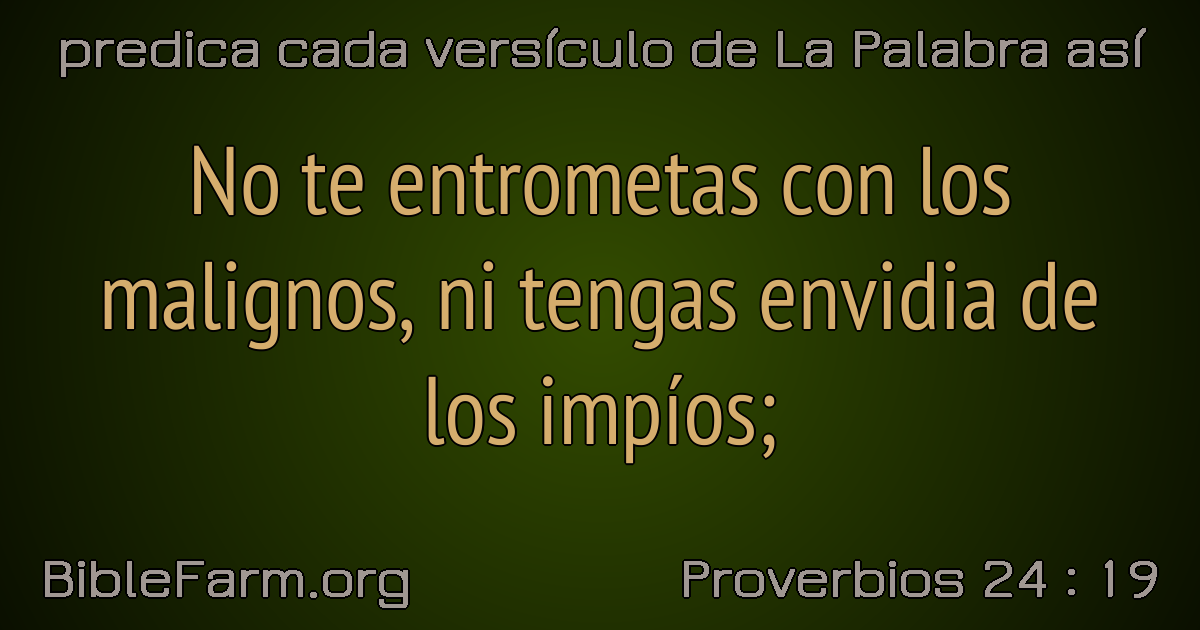 predica cada versículo de La Palabra así
No te entrometas con los
malignos, ni tengas envidia de
los impíos;
BibleFarm.org
Proverbios 24 : 19